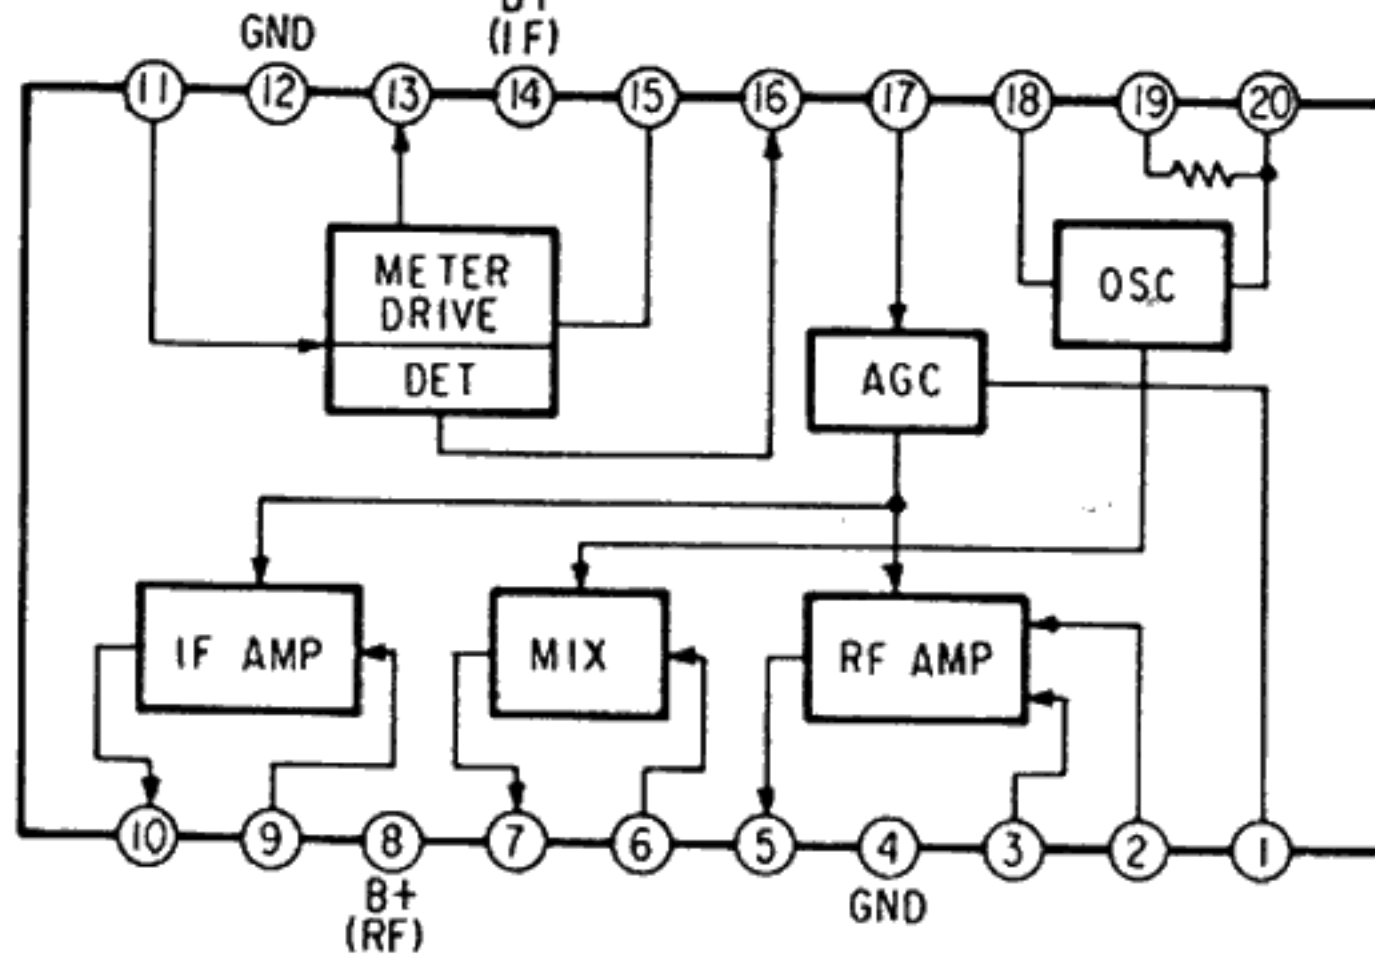 B+
GND
(IF)
11 12 13 14 15 16 17 18 19 20
METER
DRIVE
OSC
DET
AGC
IF AMP
MIX
RF AMP
10 9 8 7 6 5 4 3 2 1
B+
GND
(RF)